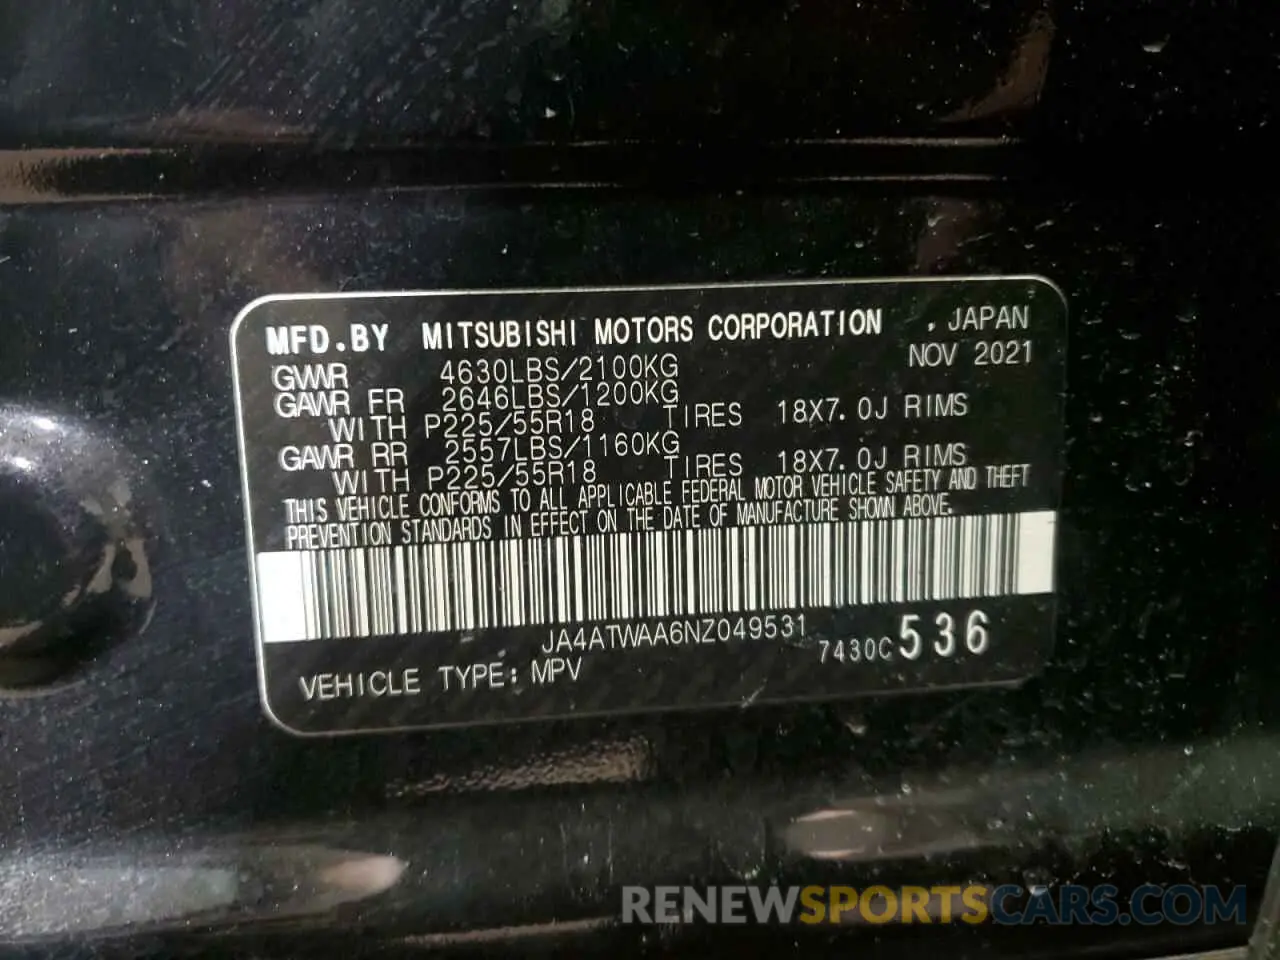 MFD.BY MITSUBISHI MOTORS CORPORATION , JAPAN
NOV 2021
GVWR 4630LBS/2100KG
GAWR FR 2646LBS/1200KG
WITH P225/55R18 TIRES 18X7.0J RIMS
GAWR RR 2557LBS/1160KG
WITH P225/55R18 TIRES 18X7.0J RIMS
THIS VEHICLE CONFORMS TO ALL APPLICABLE FEDERAL MOTOR VEHICLE SAFETY AND THEFT
PREVENTION STANDARDS IN EFFECT ON THE DATE OF MANUFACTURE SHOWN ABOVE.
JA4ATWAA6NZ049531
7430C536
VEHICLE TYPE: MPV
RENEWSPORTSCARS.COM